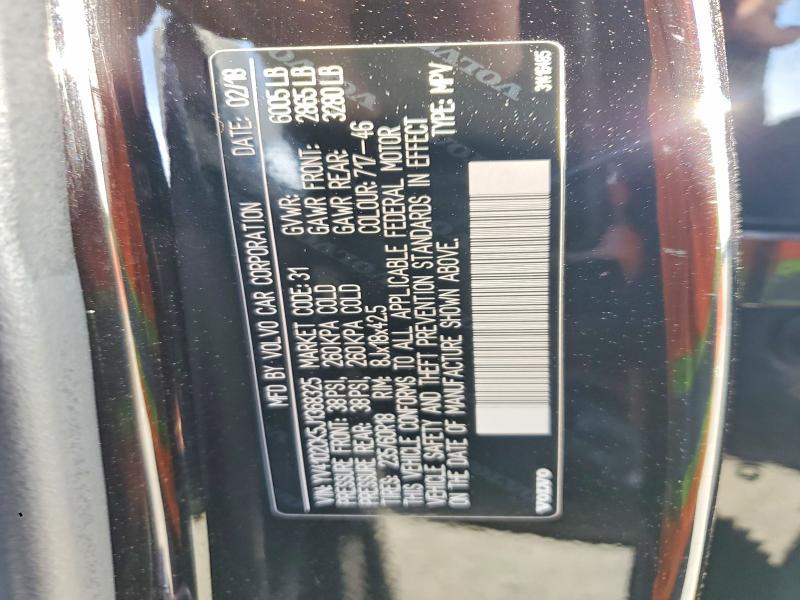 MFD BY VOLVO CAR CORPORATION DATE: 02/18
VIN: YV4102RK5J1368325 MARKET CODE: 31 GVWR: 6005 LB
PRESSURE FRONT: 38PSI, 260KPA COLD GAWR FRONT: 2865 LB
PRESSURE REAR: 38PSI, 260KPA COLD GAWR REAR: 3280 LB
TIRES: 235/60R18 RIM: 8Jx18x42.5 COLOUR: 717--46
THIS VEHICLE CONFORMS TO ALL APPLICABLE FEDERAL MOTOR
VEHICLE SAFETY AND THEFT PREVENTION STANDARDS IN EFFECT
ON THE DATE OF MANUFACTURE SHOWN ABOVE. TYPE: MPV
VOLVO